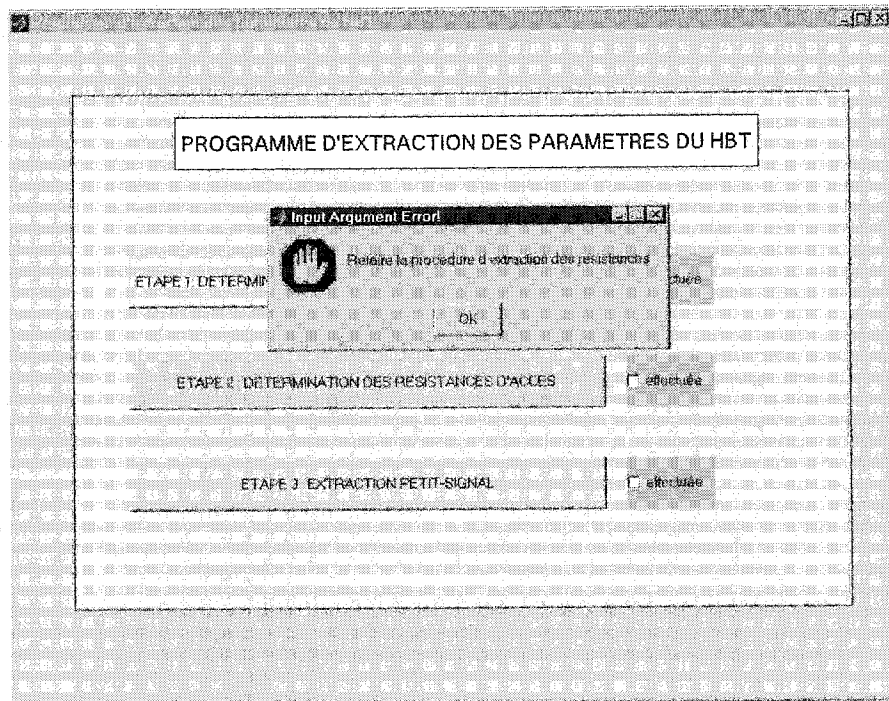 PROGRAMME D'EXTRACTION DES PARAMETRES DU HBT
Input Argument Error!
Refaire la procedure d extraction des resistances
OK
ETAPE 1: DETERMIN
ctuée
ETAPE 2: DETERMINATION DES RESISTANCES D'ACCES
effectuée
ETAPE 3: EXTRACTION PETIT-SIGNAL
effectuée